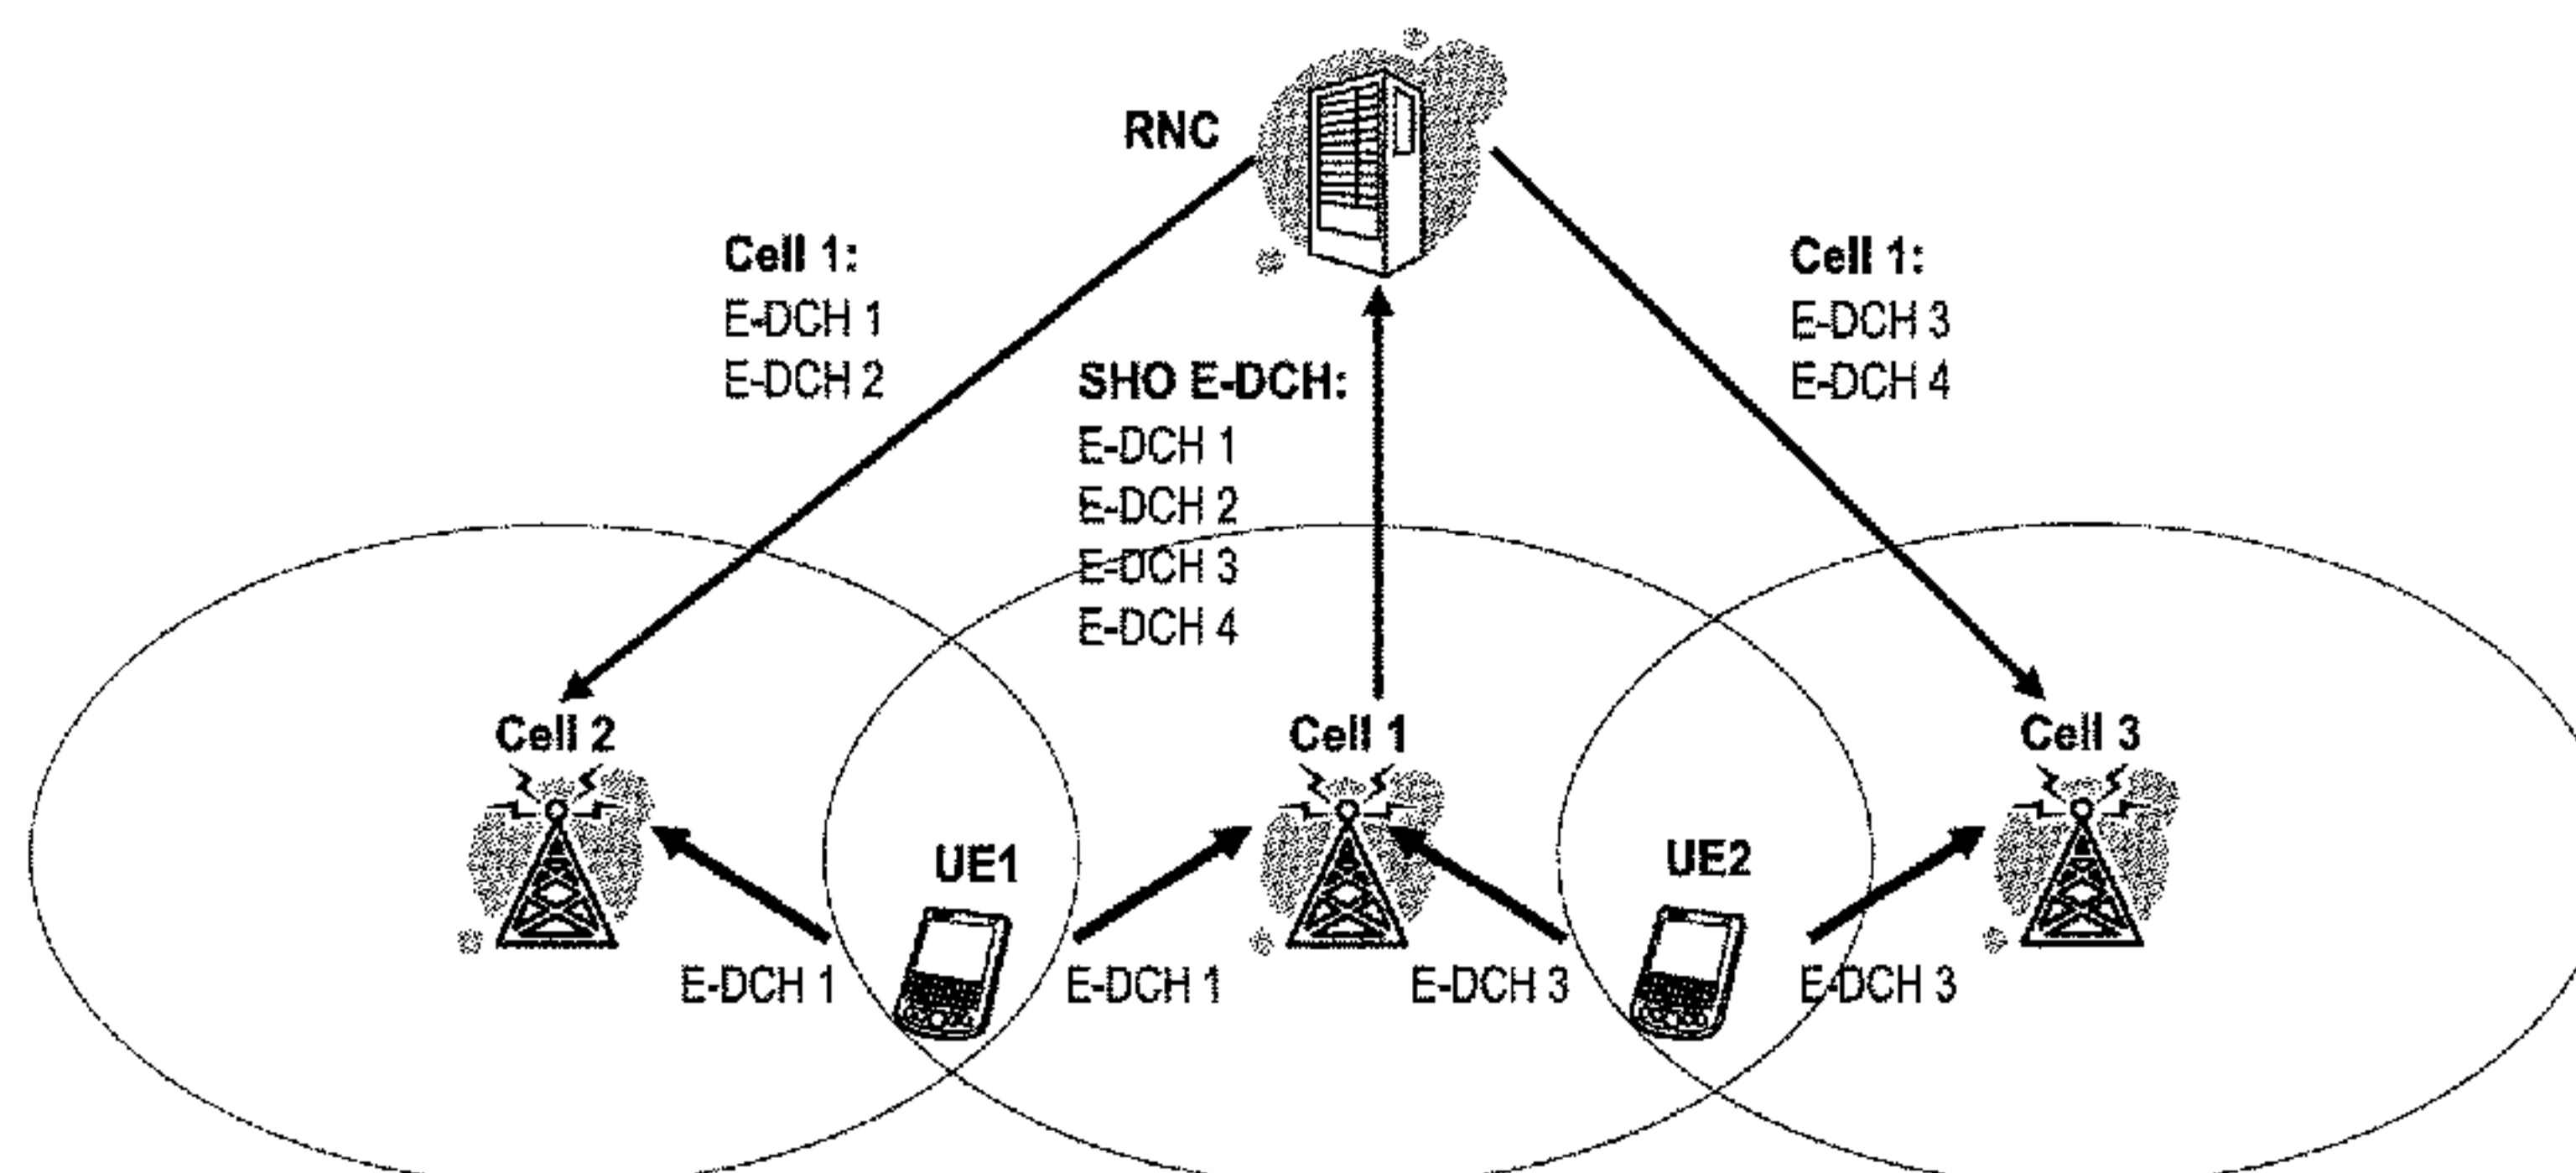 RNC
Cell 1:
E-DCH 1
E-DCH 2
SHO E-DCH:
E-DCH 1
E-DCH 2
E-DCH 3
E-DCH 4
Cell 1:
E-DCH 3
E-DCH 4
Cell 2
Cell 1
Cell 3
UE1
UE2
E-DCH 1
E-DCH 1
E-DCH 3
E-DCH 3